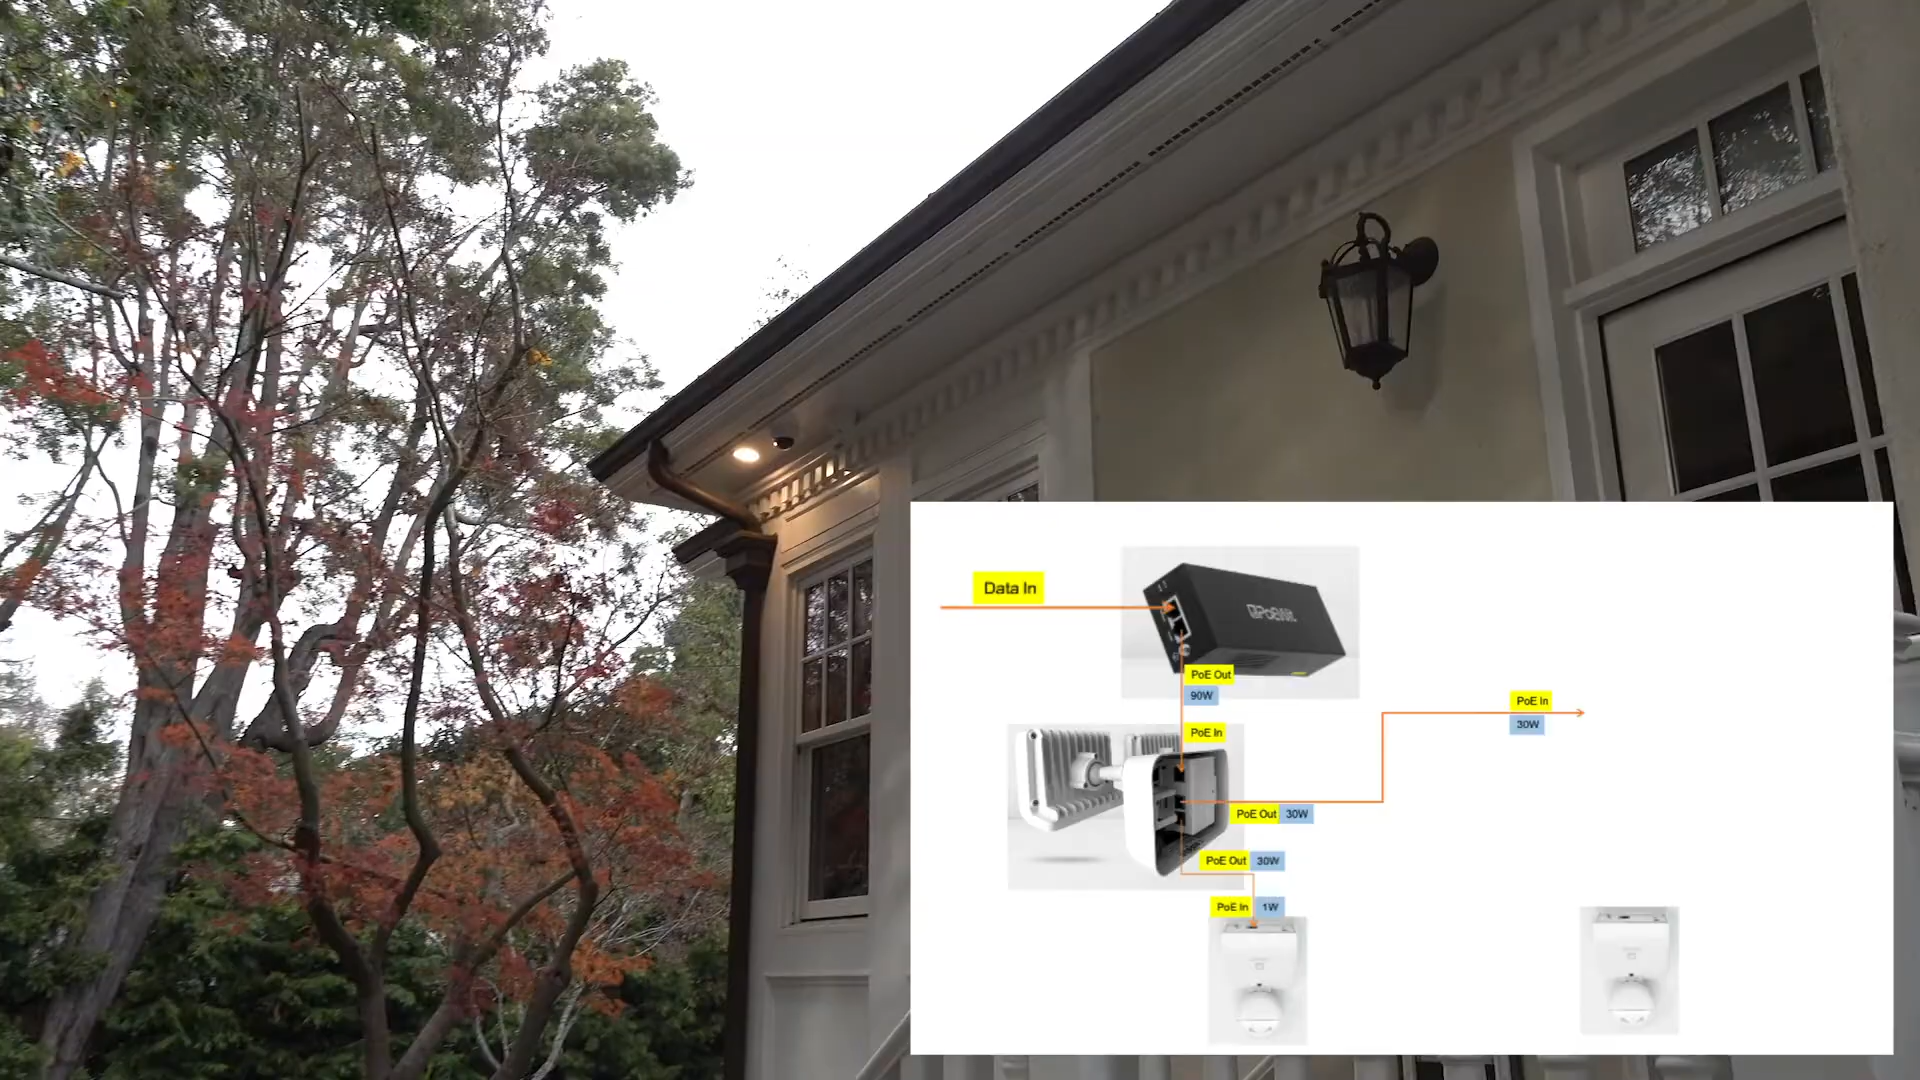 Data In
PoEWit
PoE Out
90W
PoE In
PoE In
30W
PoE Out 30W
PoE Out 30W
PoE In 1W